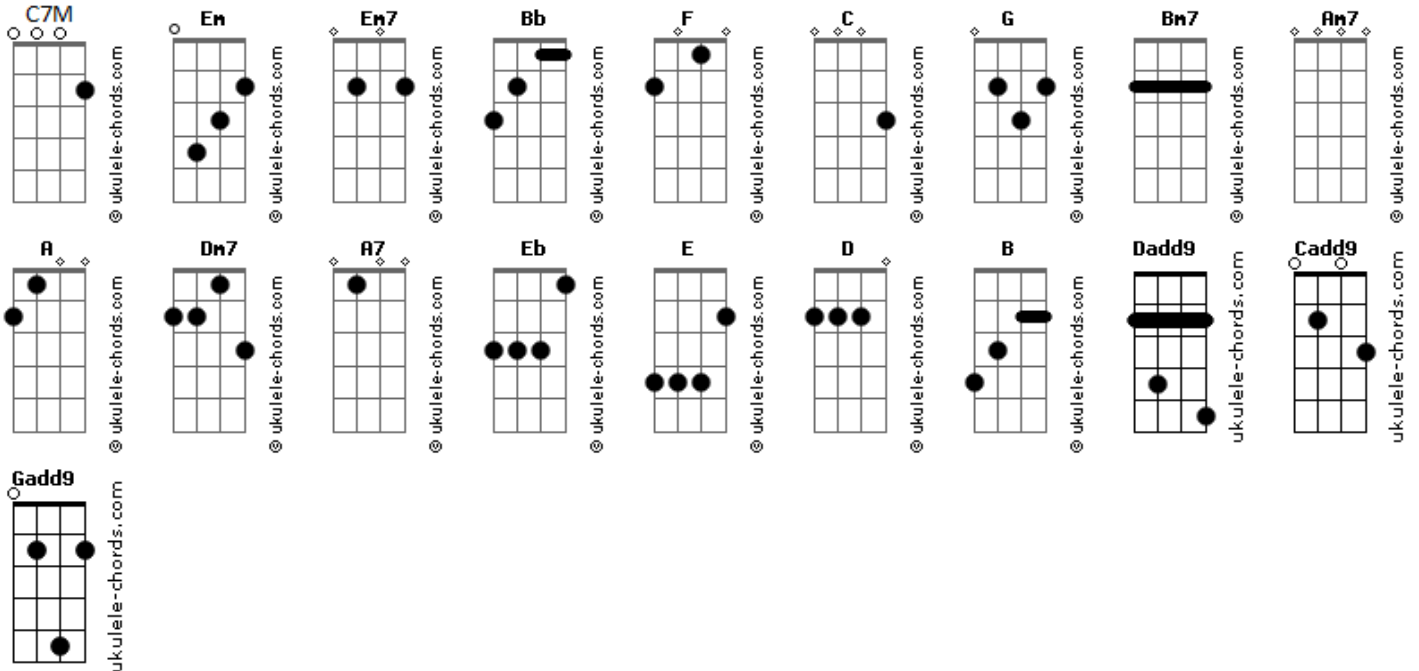 C7M Em Em7 Bb F C G Bm7 Am7
© ukulele-chords.com © ukulele-chords.com © ukulele-chords.com © ukulele-chords.com © ukulele-chords.com © ukulele-chords.com © ukulele-chords.com © ukulele-chords.com © ukulele-chords.com
A Dm7 A7 Eb E D B Dadd9 Cadd9
© ukulele-chords.com © ukulele-chords.com © ukulele-chords.com © ukulele-chords.com © ukulele-chords.com © ukulele-chords.com © ukulele-chords.com ukulele-chords.com ukulele-chords.com
Gadd9
ukulele-chords.com